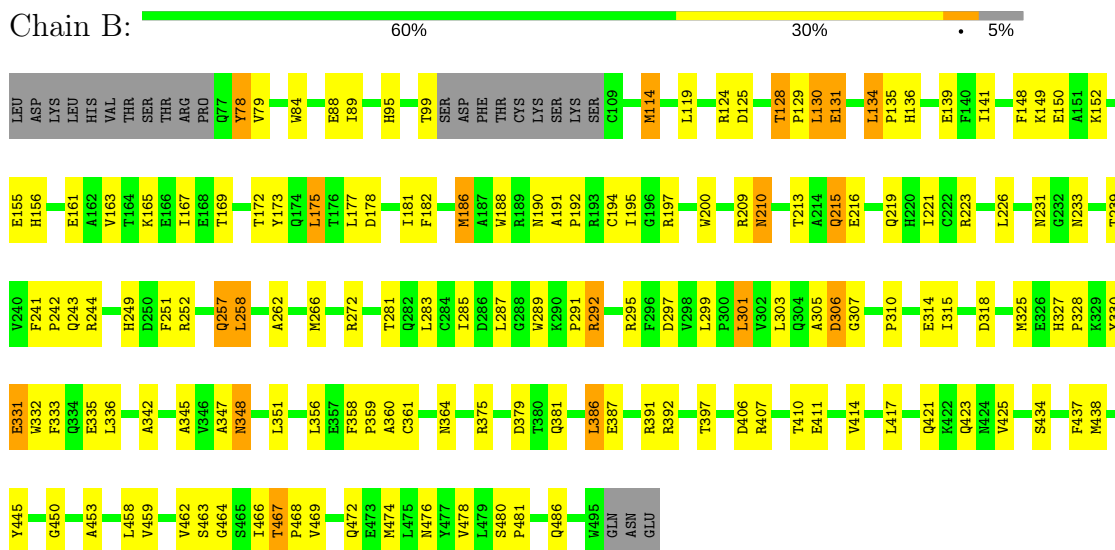 Chain B:
60% 30% • 5%
LEU ASP LYS LEU HIS VAL THR SER THR ARG PRO Q77 Y78 V79 W84 E88 I89 H95 T99 SER ASP PHE THR CYS LYS SER LYS SER C109 M114 L119 R124 D125 T128 P129 L130 E131 L134 P135 H136 E139 F140 I141 F148 K149 E150 A151 K152
E155 H156 E161 A162 V163 T164 K165 E166 I167 E168 T169 T172 Y173 Q174 L175 T176 L177 D178 I181 F182 M186 A187 W188 R189 N190 A191 P192 R193 C194 I195 G196 R197 W200 R209 N210 T213 A214 Q215 E216 Q219 H220 I221 C222 R223 L226 N231 G232 N233
V240 F241 P242 Q243 R244 H249 D250 F251 R252 Q257 L258 A262 M266 R272 T281 Q282 L283 C284 I285 D286 L287 G288 W289 K290 P291 R292 R295 F296 D297 V298 L299 P300 L301 V302 L303 Q304 A305 D306 G307 P310 E314 I315 D318 M325 E326 H327 P328 K329
E331 W332 F333 Q334 E335 L336 A342 A345 V346 A347 N348 L351 L356 E357 F358 P359 A360 C361 N364 R375 D379 T380 Q381 L386 E387 R391 R392 T397 D406 R407 T410 E411 V414 L417 Q421 K422 Q423 N424 V425 S434 F437 M438
Y445 G450 A453 L458 V459 V462 S463 G464 S465 I466 T467 P468 V469 Q472 E473 M474 L475 N476 Y477 V478 L479 S480 P481 Q486 W495 GLN ASN GLU